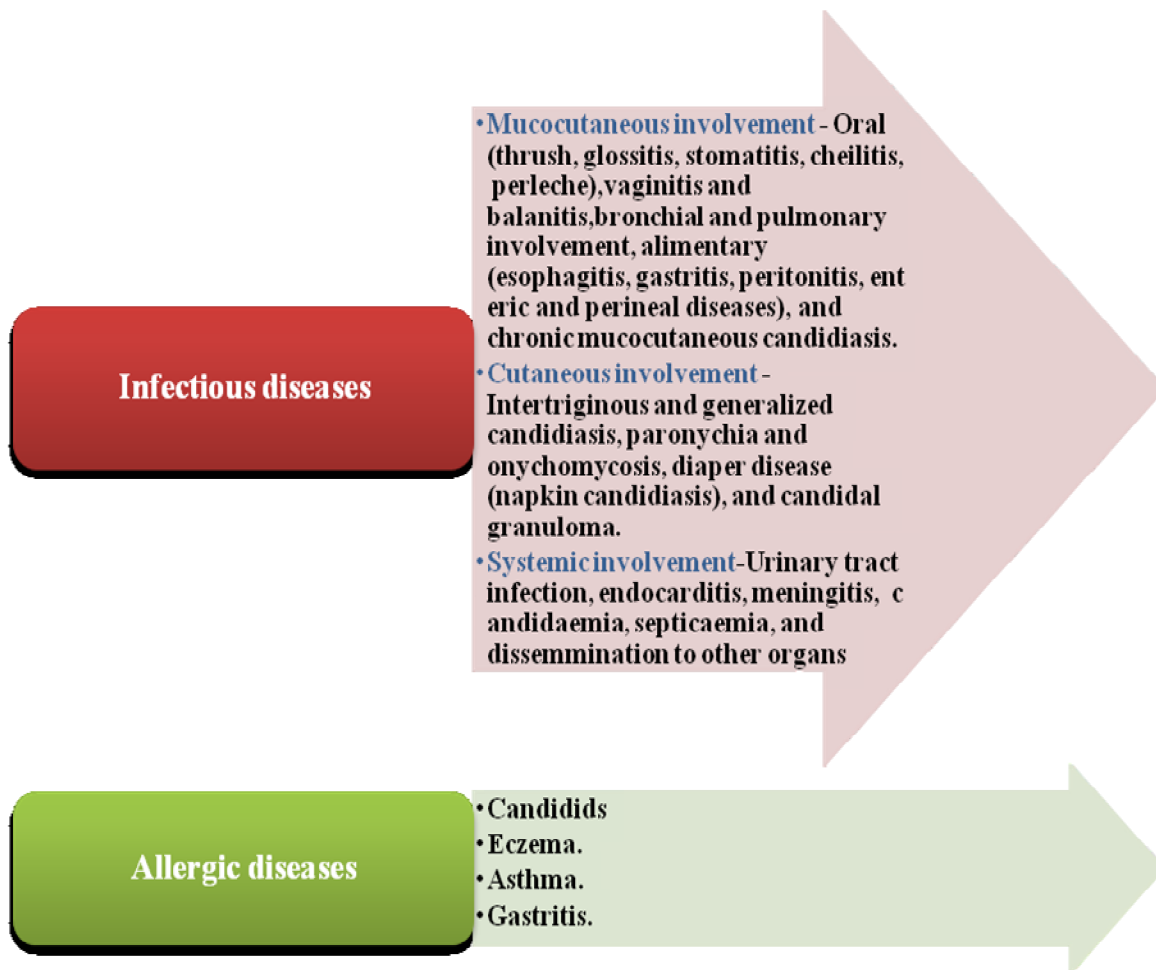 •Mucocutaneous involvement - Oral
(thrush, glossitis, stomatitis, cheilitis,
perleche),vaginitis and
balanitis,bronchial and pulmonary
involvement, alimentary
(esophagitis, gastritis, peritonitis, ent
eric and perineal diseases), and
chronic mucocutaneous candidiasis.
•Cutaneous involvement -
Intertriginous and generalized
candidiasis, paronychia and
onychomycosis, diaper disease
(napkin candidiasis), and candidal
granuloma.
•Systemic involvement-Urinary tract
infection, endocarditis, meningitis, c
andidaemia, septicaemia, and
dissemmination to other organs
Infectious diseases
•Candidids
•Eczema.
•Asthma.
•Gastritis.
Allergic diseases